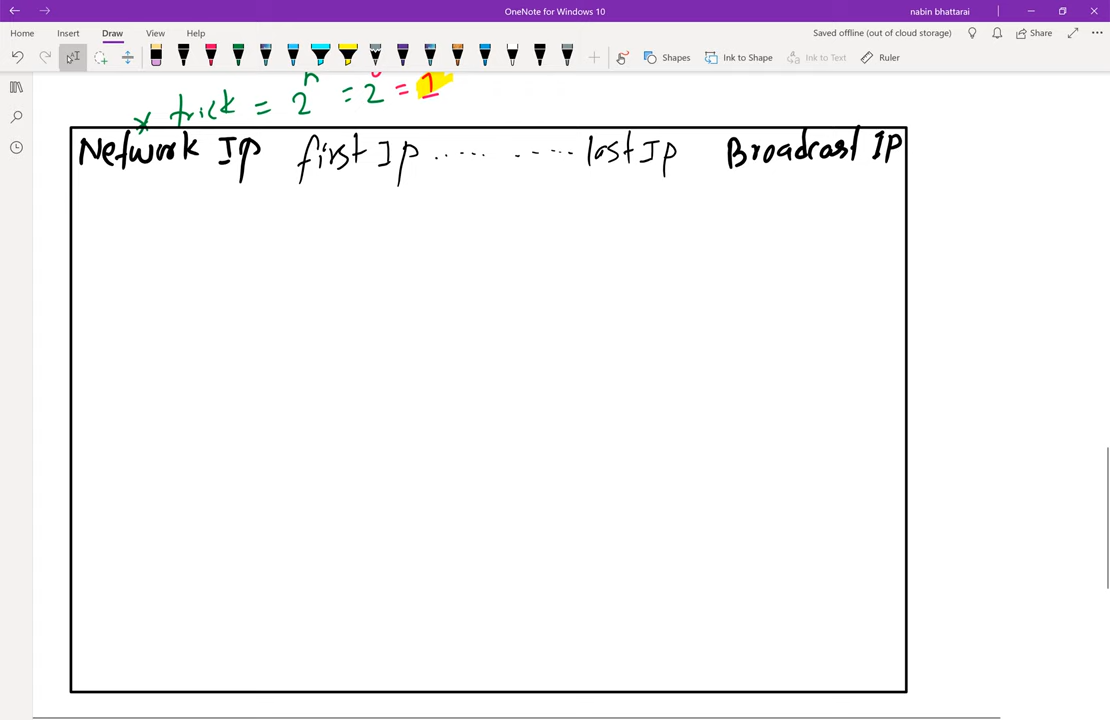 OneNote for Windows 10
nabin bhattarai
Home Insert Draw View Help
Saved offline (out of cloud storage)
Share
Shapes
Ink to Shape
Ink to Text
Ruler
* trick = 2^n = 2^0 = 1
Network Ip first Ip ..... ..... last Ip Broadcast IP